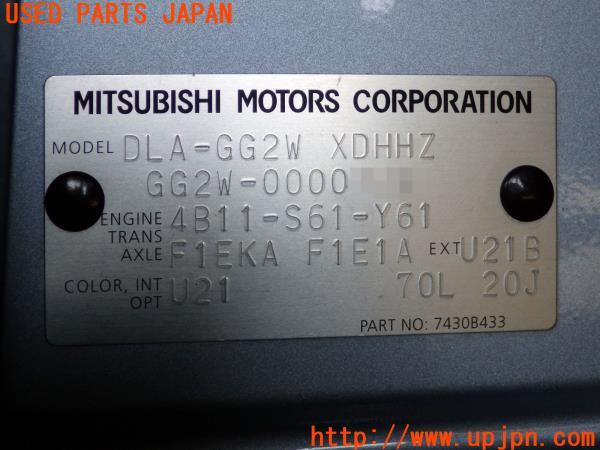 USED PARTS JAPAN
MITSUBISHI MOTORS CORPORATION
MODEL DLA-GG2W XDHHZ
GG2W-0000
ENGINE 4B11-S61-Y61
TRANS AXLE F1EKA F1E1A EXT U21B
COLOR, INT OPT U21 70L 20J
PART NO: 7430B433
http://www.upjpn.com/